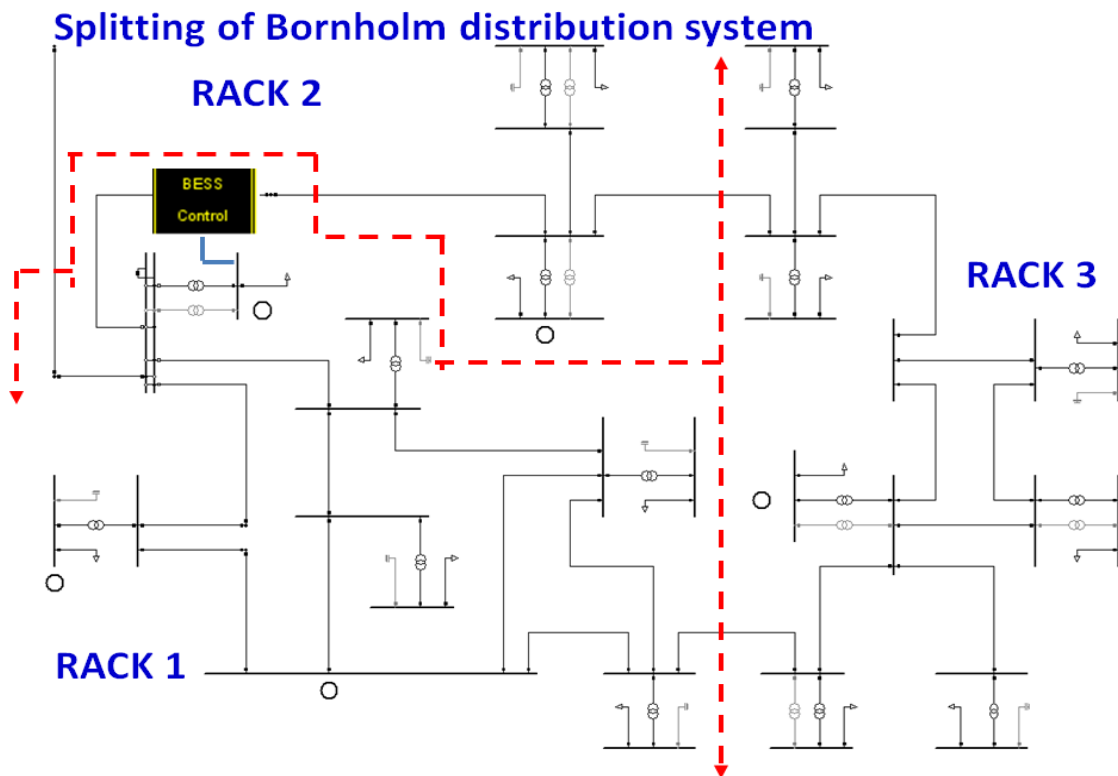 Splitting of Bornholm distribution system
RACK 2
BESS
Control
RACK 3
RACK 1